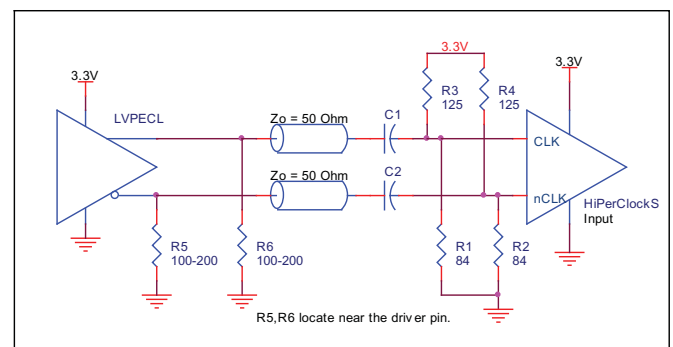 3.3V
3.3V
3.3V
LVPECL
R3
125
R4
125
Zo = 50 Ohm
C1
CLK
Zo = 50 Ohm
C2
nCLK
HiPerClockS
Input
R5
100-200
R6
100-200
R1
84
R2
84
R5,R6 locate near the driver pin.